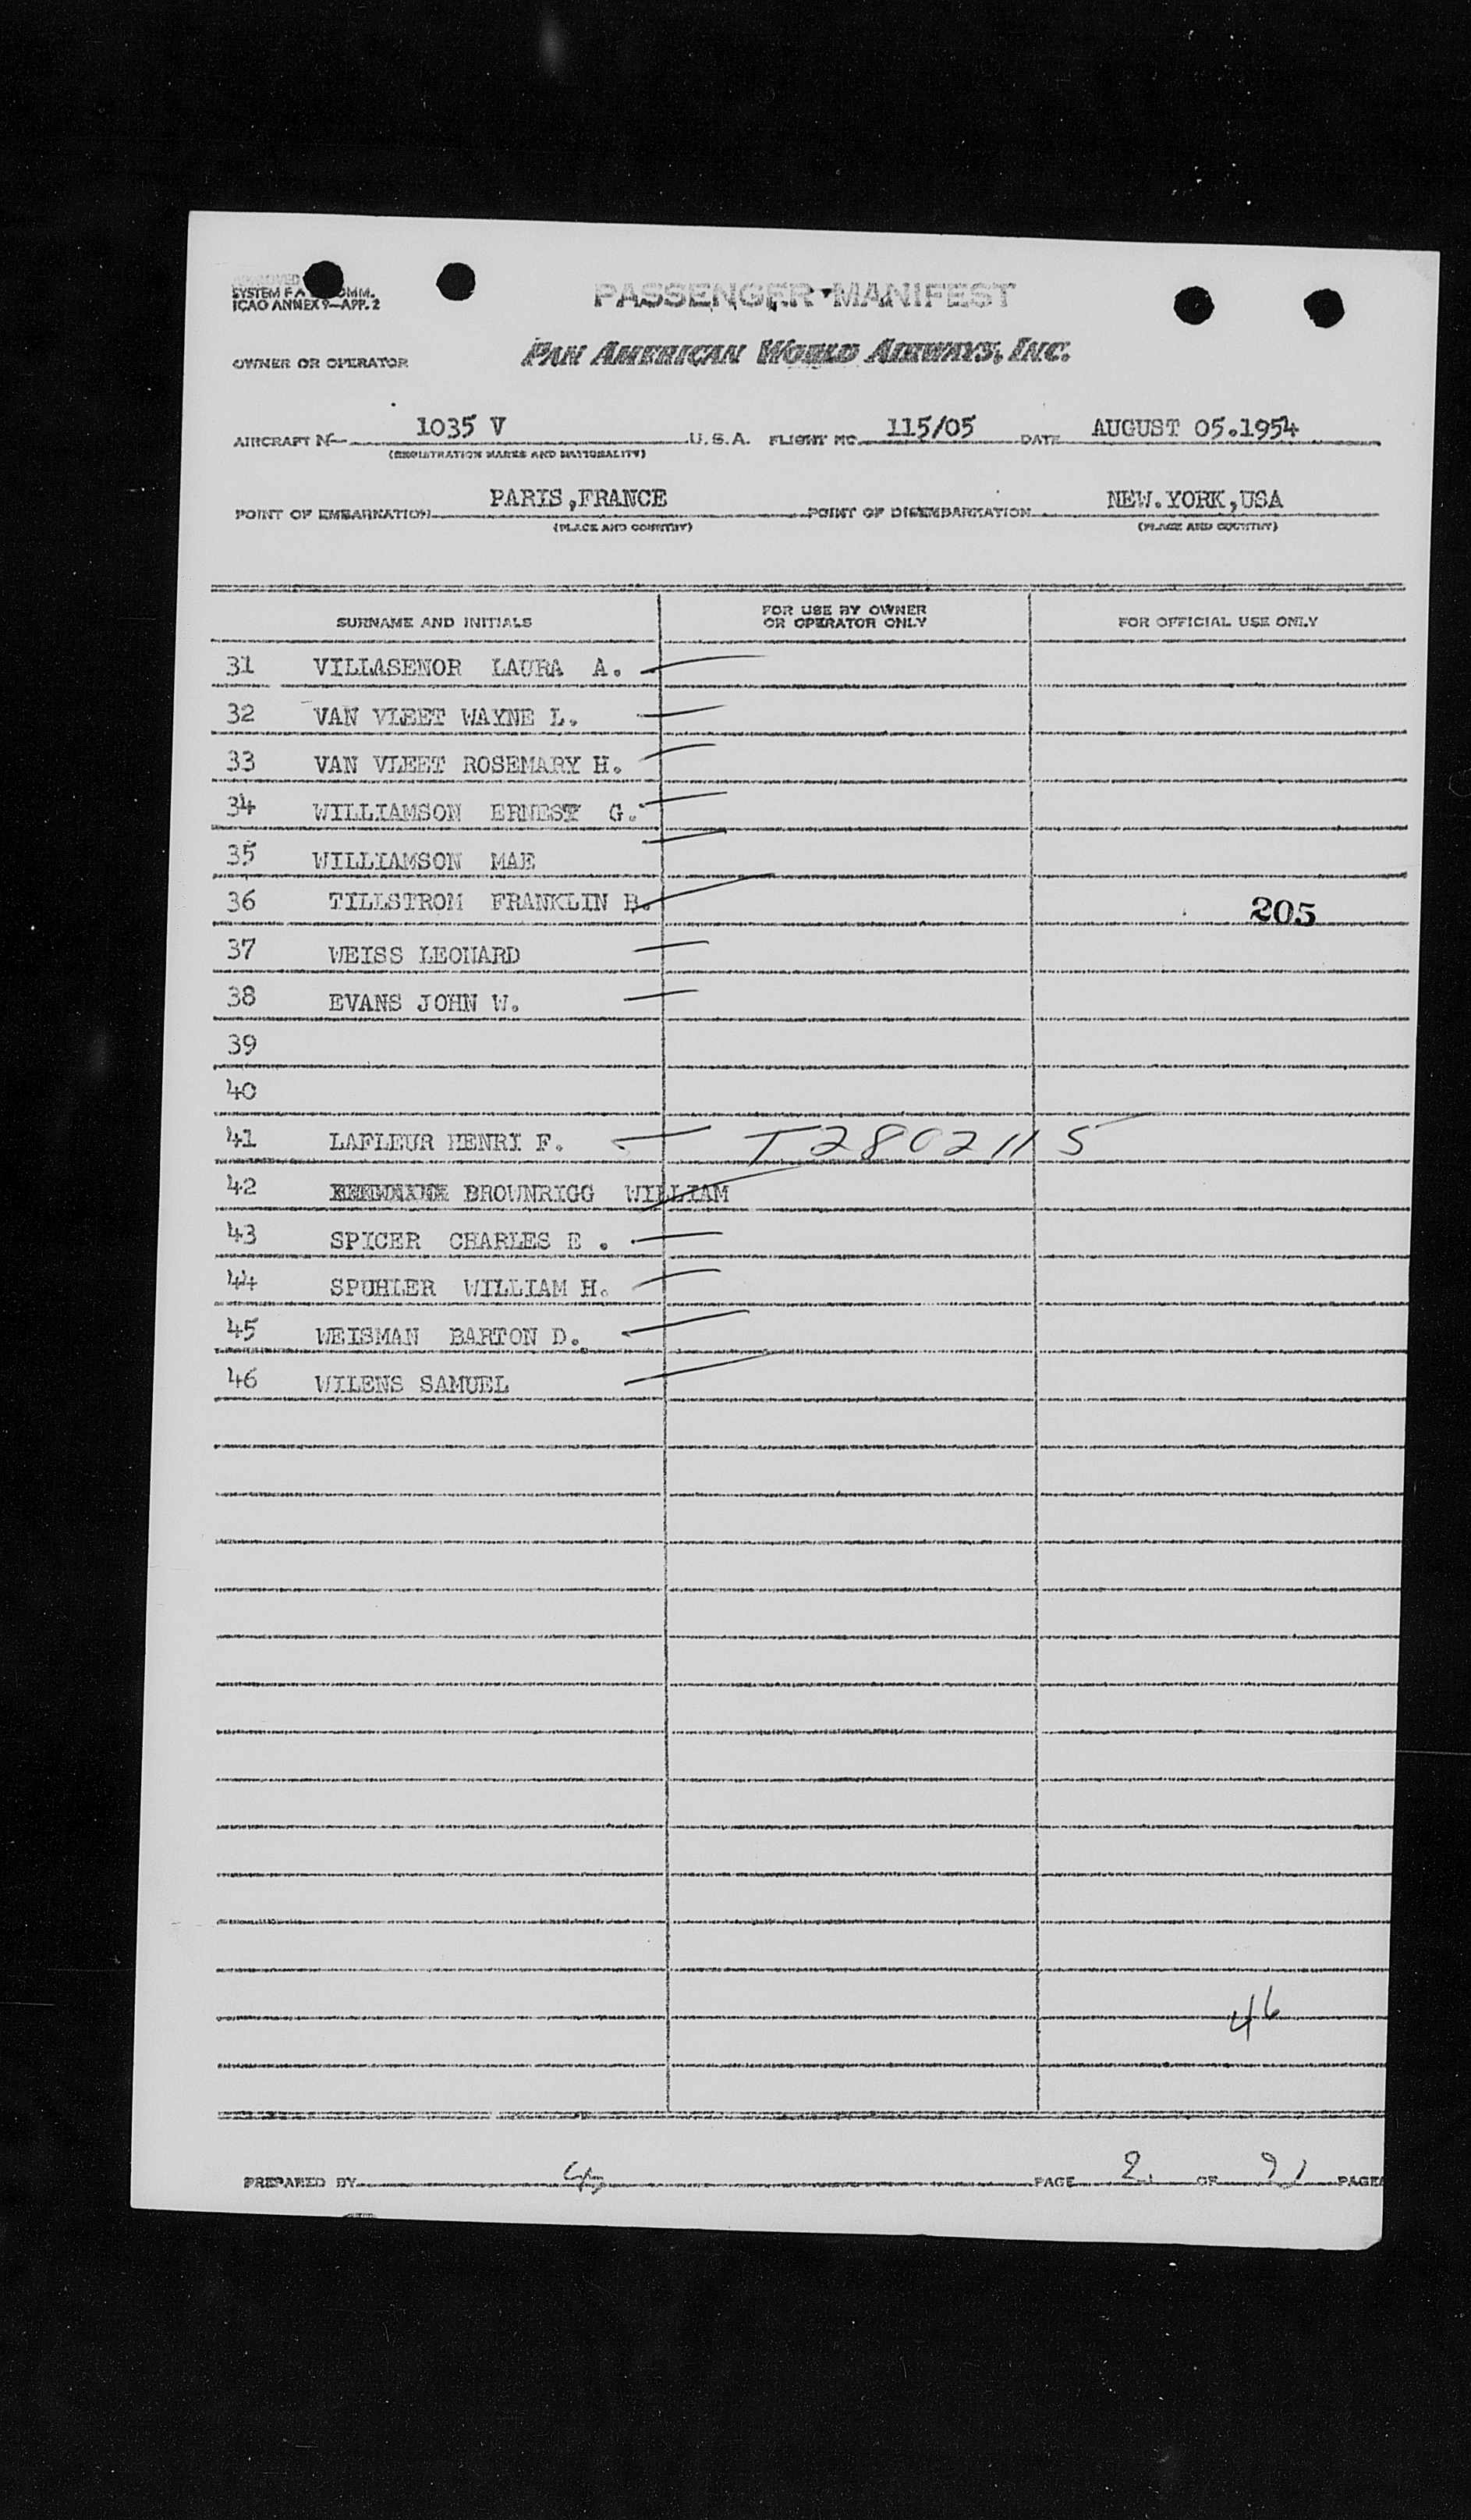 APPROVED
SYSTEM F A COMM.
ICAO ANNEX 9—APP. 2
PASSENGER MANIFEST
OWNER OR OPERATOR PAN AMERICAN WORLD AIRWAYS, INC.
AIRCRAFT N— 1035 V U.S.A. FLIGHT NO. 115/05 DATE AUGUST 05.1954
(REGISTRATION MARKS AND NATIONALITY)
POINT OF EMBARKATION PARIS,FRANCE POINT OF DISEMBARKATION NEW.YORK,USA
(PLACE AND COUNTRY) (PLACE AND COUNTRY)
SURNAME AND INITIALS FOR USE BY OWNER OR OPERATOR ONLY FOR OFFICIAL USE ONLY
31 VILLASENOR LAURA A.
32 VAN VLEET WAYNE L.
33 VAN VLEET ROSEMARY H.
34 WILLIAMSON ERNEST G.
35 WILLIAMSON MAE
36 TILLSTROM FRANKLIN B. 205
37 WEISS LEONARD
38 EVANS JOHN W.
39
40
41 LAFLEUR HENRI F. T2802115
42 BROWNRIGG WILLIAM
43 SPICER CHARLES E .
44 SPUHLER WILLIAM H.
45 WEISMAN BARTON D.
46 WILENS SAMUEL
46
PREPARED BY PAGE 2. OF PAGES